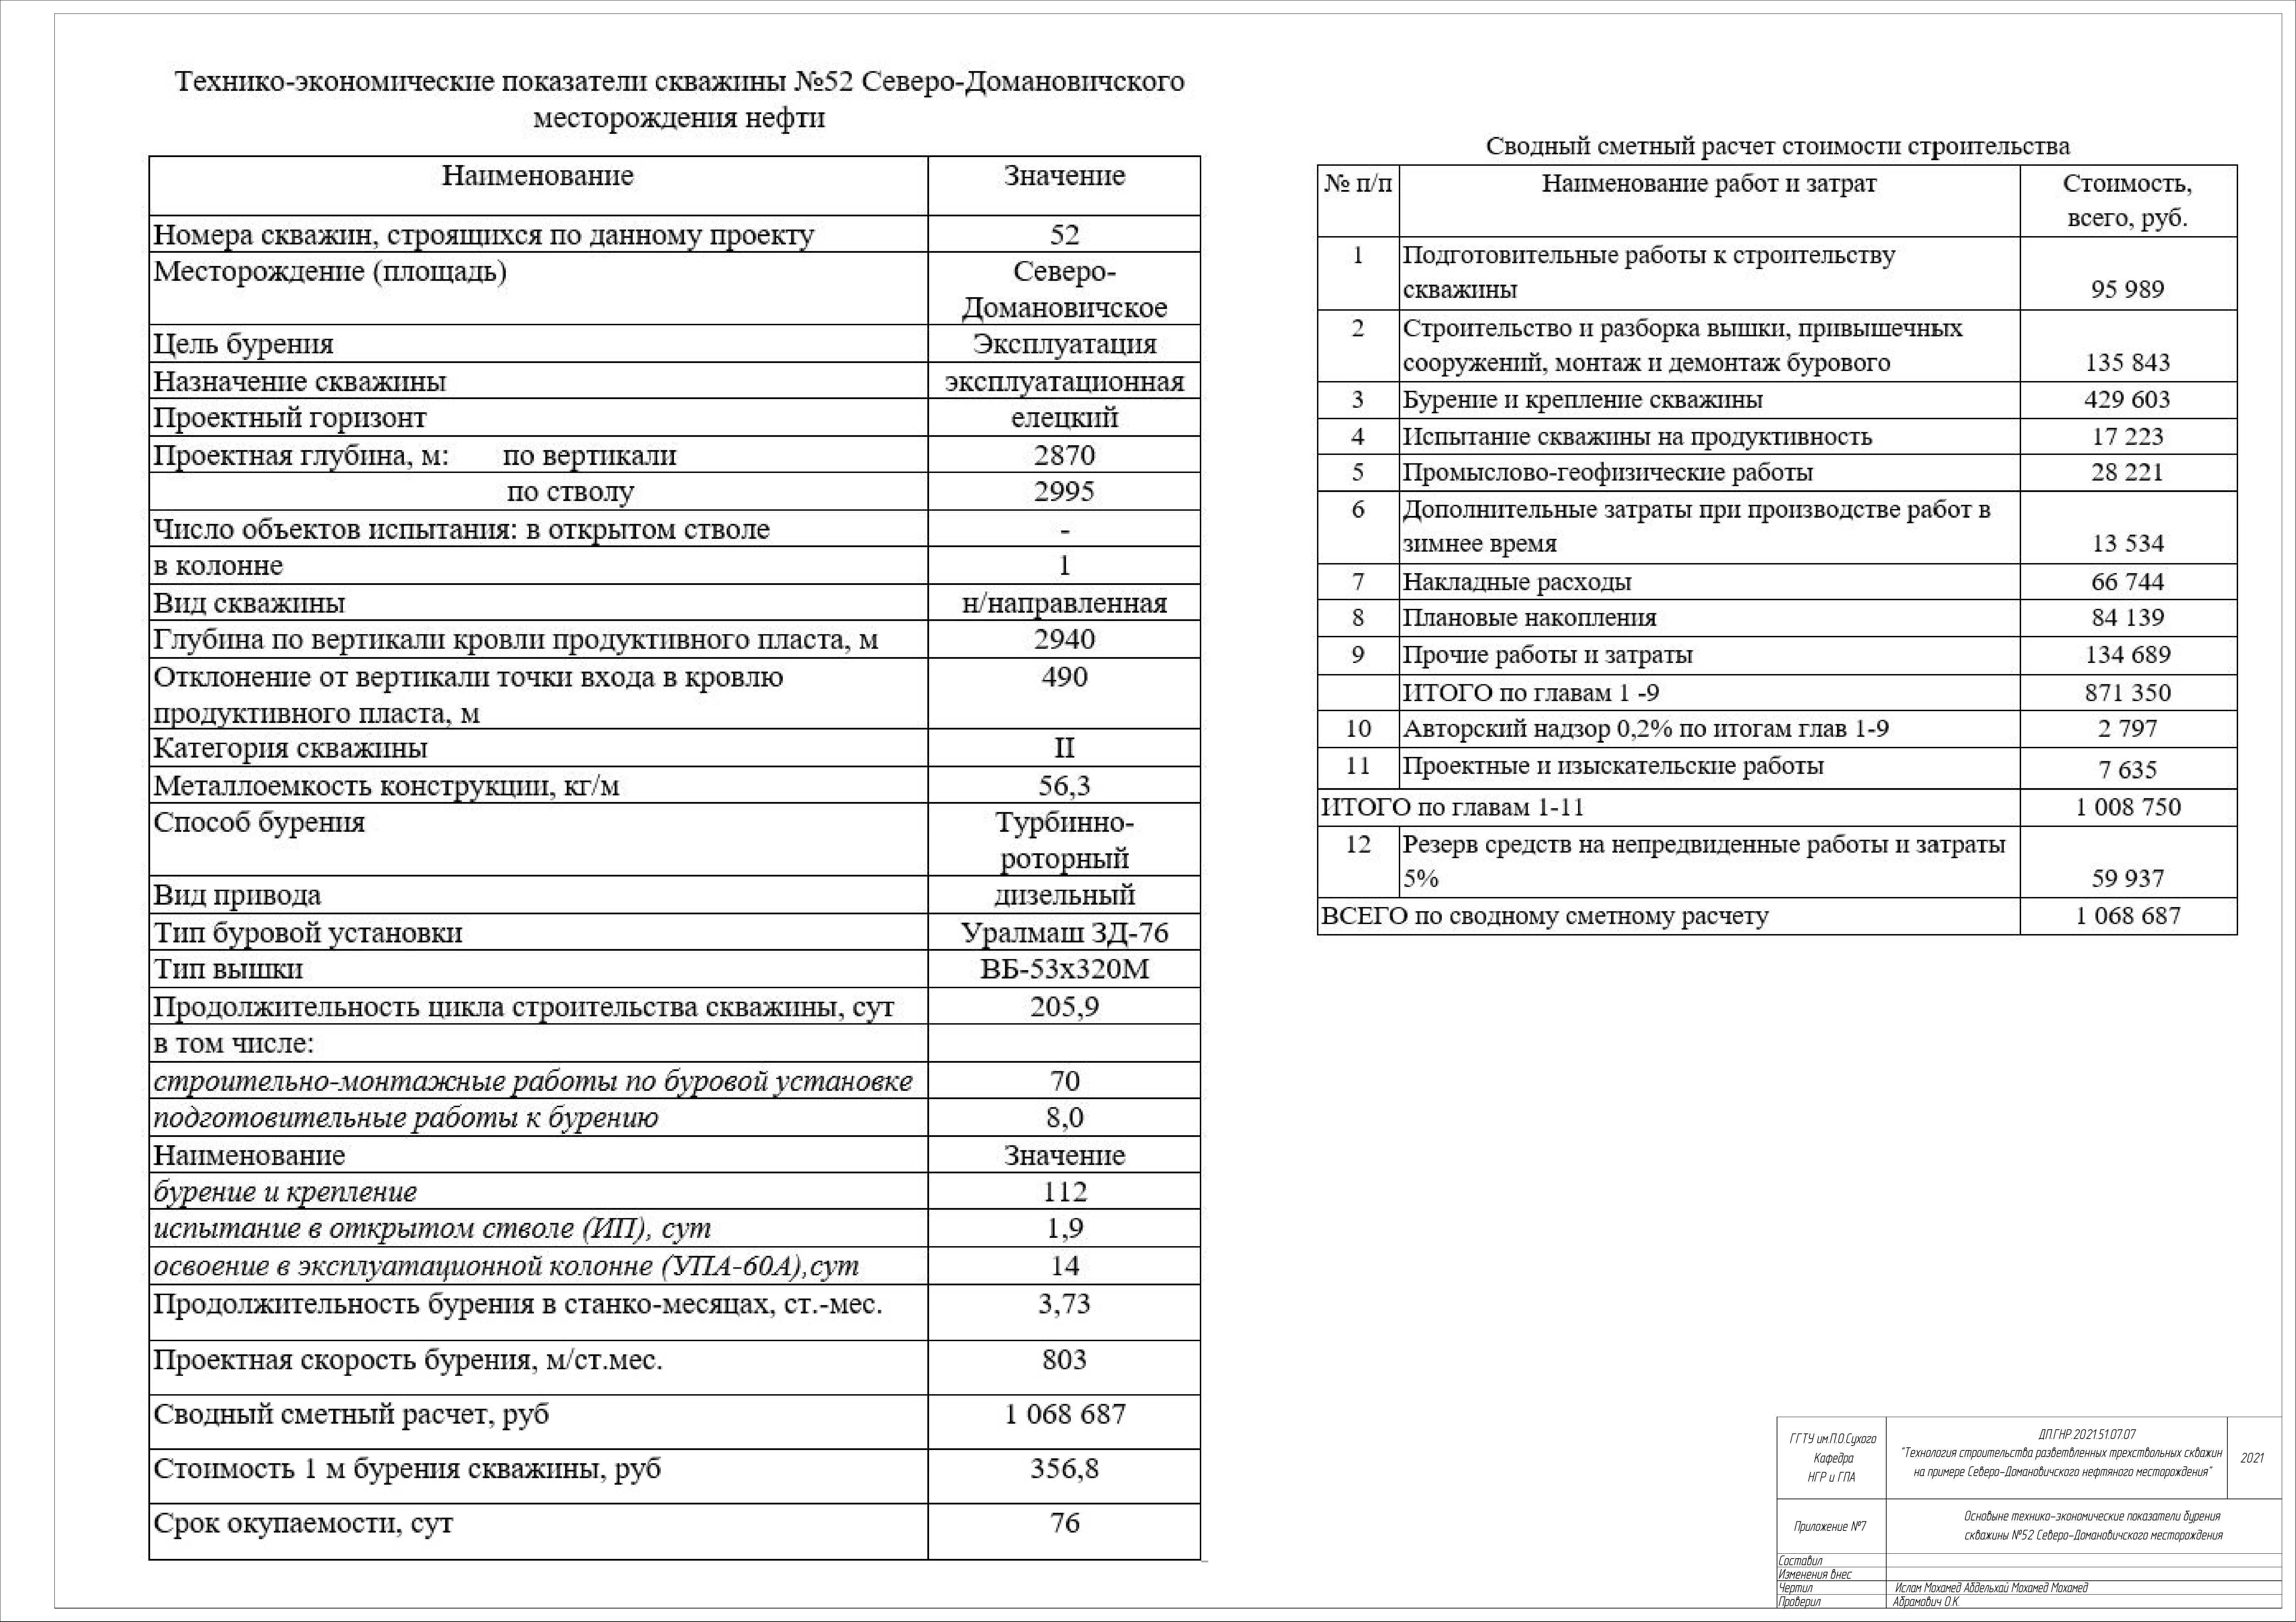 Технико-экономические показатели скважины №52 Северо-Домановичского
месторождения нефти
Наименование Значение
Номера скважин, строящихся по данному проекту 52
Месторождение (площадь) Северо-
Домановичское
Цель бурения Эксплуатация
Назначение скважины эксплуатационная
Проектный горизонт елецкий
Проектная глубина, м: по вертикали 2870
по стволу 2995
Число объектов испытания: в открытом стволе -
в колонне 1
Вид скважины н/направленная
Глубина по вертикали кровли продуктивного пласта, м 2940
Отклонение от вертикали точки входа в кровлю 490
продуктивного пласта, м
Категория скважины II
Металлоемкость конструкции, кг/м 56,3
Способ бурения Турбинно-
роторный
Вид привода дизельный
Тип буровой установки Уралмаш 3Д-76
Тип вышки ВБ-53х320М
Продолжительность цикла строительства скважины, сут 205,9
в том числе:
строительно-монтажные работы по буровой установке 70
подготовительные работы к бурению 8,0
Наименование Значение
бурение и крепление 112
испытание в открытом стволе (ИП), сут 1,9
освоение в эксплуатационной колонне (УПА-60А),сут 14
Продолжительность бурения в станко-месяцах, ст.-мес. 3,73
Проектная скорость бурения, м/ст.мес. 803
Сводный сметный расчет, руб 1 068 687
Стоимость 1 м бурения скважины, руб 356,8
Срок окупаемости, сут 76
Сводный сметный расчет стоимости строительства
№ п/п Наименование работ и затрат Стоимость,
всего, руб.
1 Подготовительные работы к строительству
скважины 95 989
2 Строительство и разборка вышки, привышечных
сооружений, монтаж и демонтаж бурового 135 843
3 Бурение и крепление скважины 429 603
4 Испытание скважины на продуктивность 17 223
5 Промыслово-геофизические работы 28 221
6 Дополнительные затраты при производстве работ в
зимнее время 13 534
7 Накладные расходы 66 744
8 Плановые накопления 84 139
9 Прочие работы и затраты 134 689
ИТОГО по главам 1 -9 871 350
10 Авторский надзор 0,2% по итогам глав 1-9 2 797
11 Проектные и изыскательские работы 7 635
ИТОГО по главам 1-11 1 008 750
12 Резерв средств на непредвиденные работы и затраты
5% 59 937
ВСЕГО по сводному сметному расчету 1 068 687
ГГТУ им.П.О.Сухого
Кафедра
НГР и ГПА
ДП.ГНР.2021.51.07.07
"Технология строительства разветвленных трехствольных скважин
на примере Северо-Домановичского нефтяного месторождения"
2021
Приложение №7
Основыне технико-экономические показатели бурения
скважины №52 Северо-Домановичского месторождения
Составил
Изменения внес
Чертил Ислам Мохамед Абдельхай Мохамед Мохамед
Проверил Абрамович О.К.